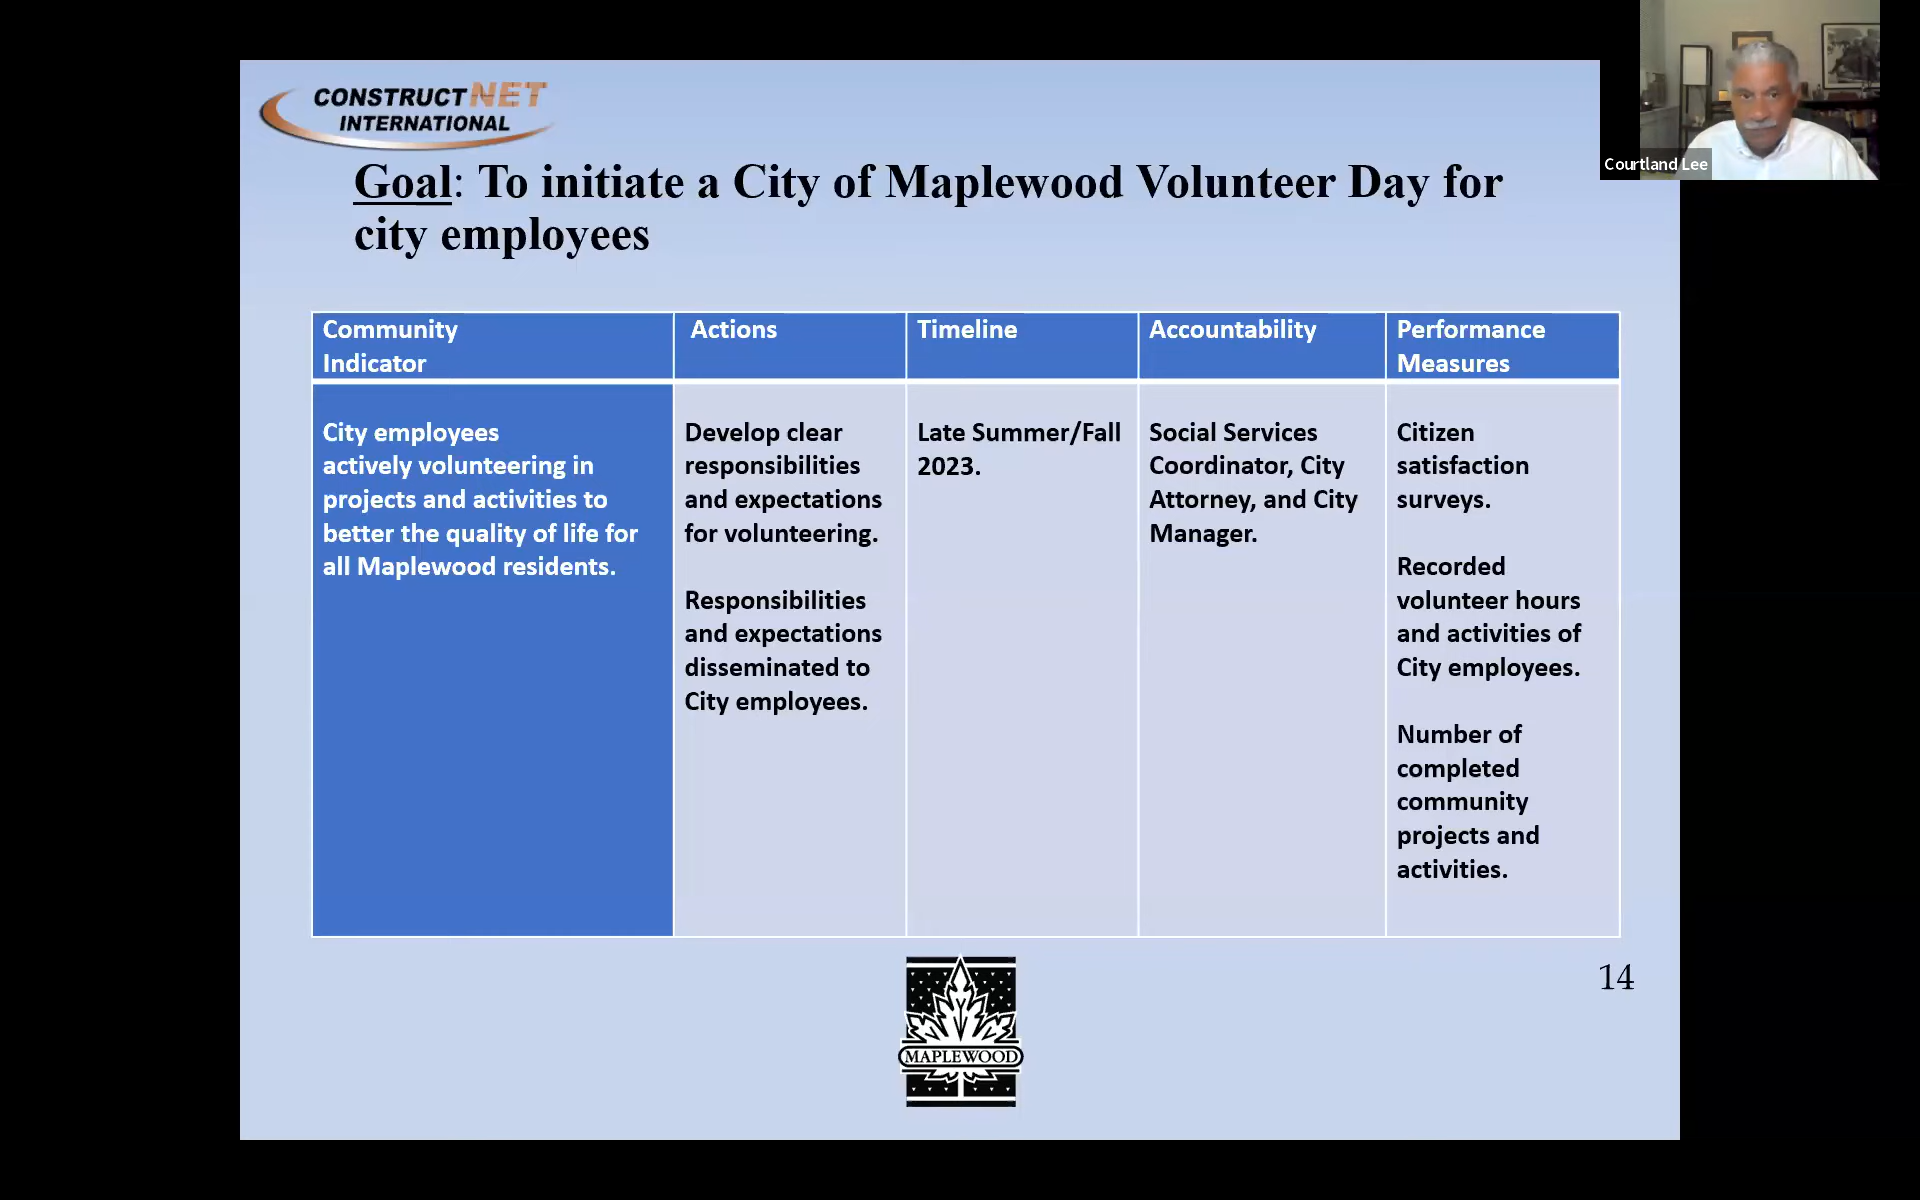 CONSTRUCTNET
INTERNATIONAL
Courtland Lee
Goal: To initiate a City of Maplewood Volunteer Day for
city employees
Community
Indicator
Actions
Timeline
Accountability
Performance
Measures
City employees
actively volunteering in
projects and activities to
better the quality of life for
all Maplewood residents.
Develop clear
responsibilities
and expectations
for volunteering.
Responsibilities
and expectations
disseminated to
City employees.
Late Summer/Fall
2023.
Social Services
Coordinator, City
Attorney, and City
Manager.
Citizen
satisfaction
surveys.
Recorded
volunteer hours
and activities of
City employees.
Number of
completed
community
projects and
activities.
14
MAPLEWOOD